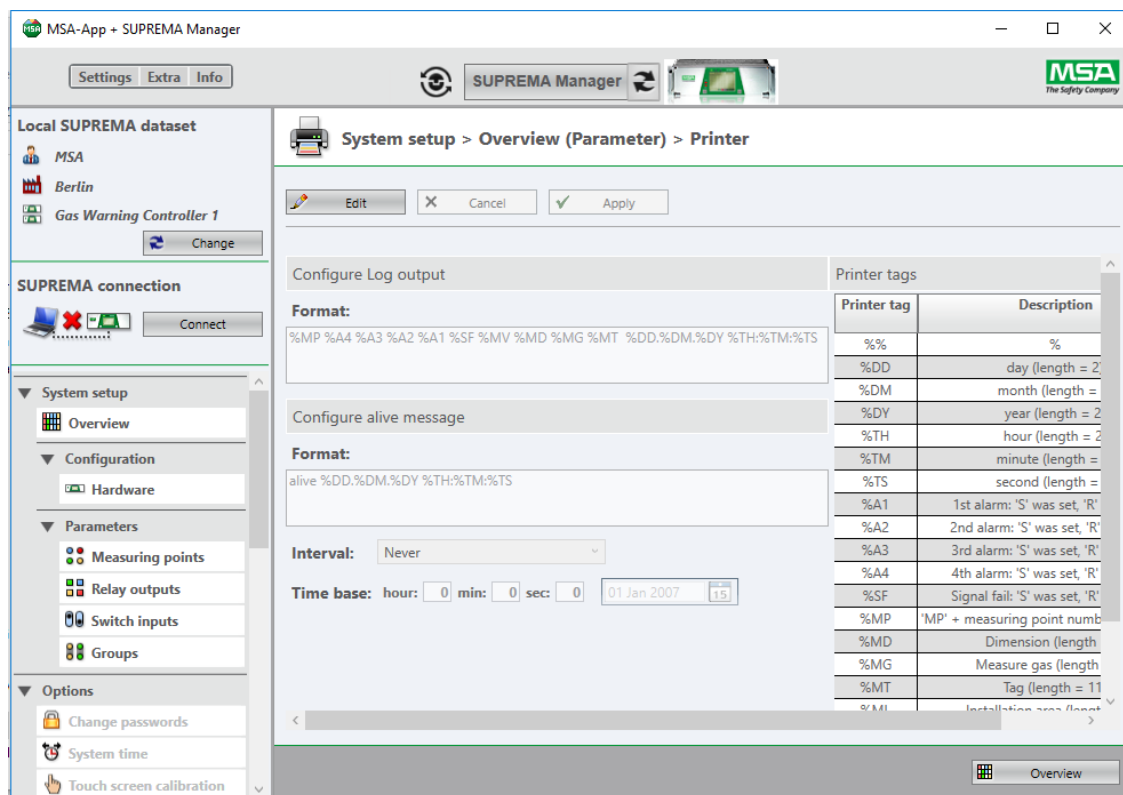 MSA MSA-App + SUPREMA Manager
Settings Extra Info
SUPREMA Manager
MSA
The Safety Company
Local SUPREMA dataset
MSA
Berlin
Gas Warning Controller 1
Change
SUPREMA connection
Connect
System setup
Overview
Configuration
Hardware
Parameters
Measuring points
Relay outputs
Switch inputs
Groups
Options
Change passwords
System time
Touch screen calibration
System setup > Overview (Parameter) > Printer
Edit Cancel Apply
Configure Log output
Format:
%MP %A4 %A3 %A2 %A1 %SF %MV %MD %MG %MT %DD.%DM.%DY %TH:%TM:%TS
Configure alive message
Format:
alive %DD.%DM.%DY %TH:%TM:%TS
Interval: Never
Time base: hour: 0 min: 0 sec: 0 01 Jan 2007 15
Printer tags
Printer tag Description
%% %
%DD day (length = 2)
%DM month (length =
%DY year (length = 2
%TH hour (length = 2
%TM minute (length =
%TS second (length =
%A1 1st alarm: 'S' was set, 'R'
%A2 2nd alarm: 'S' was set, 'R'
%A3 3rd alarm: 'S' was set, 'R'
%A4 4th alarm: 'S' was set, 'R'
%SF Signal fail: 'S' was set, 'R'
%MP 'MP' + measuring point numb
%MD Dimension (length
%MG Measure gas (length
%MT Tag (length = 11
%MI Installation area (lengt
Overview